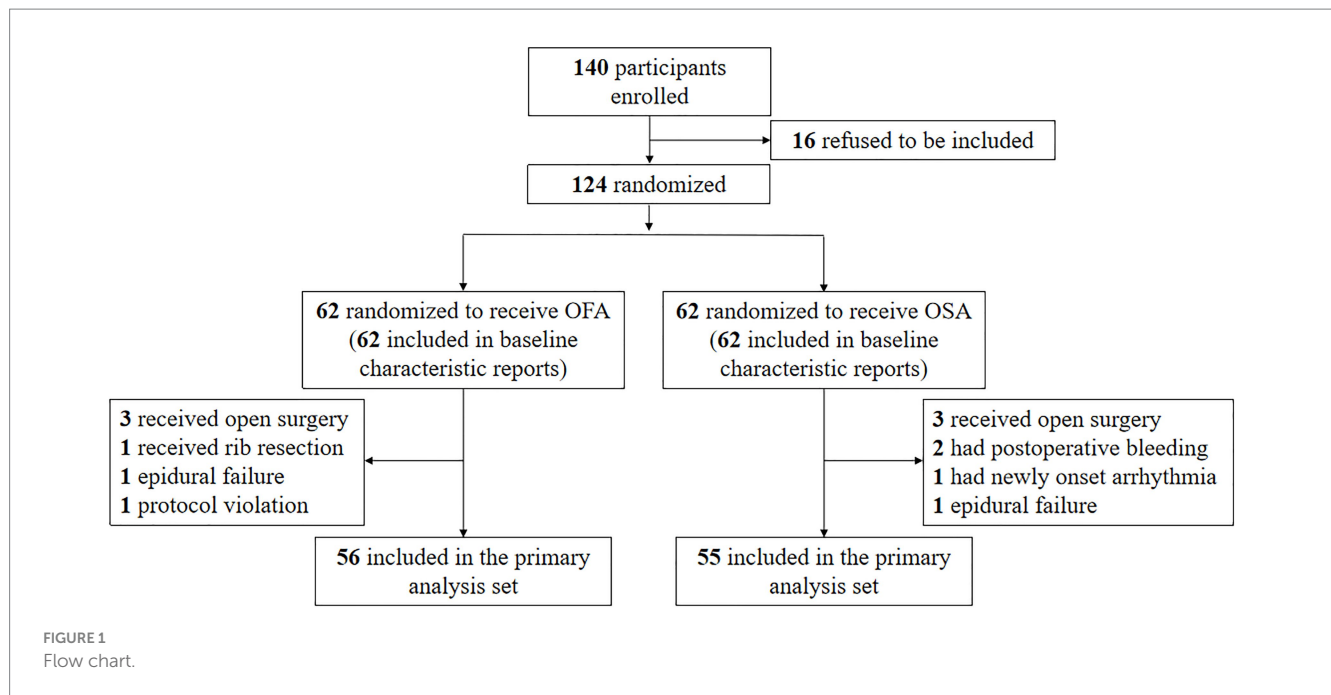 140 participants
enrolled
16 refused to be included
124 randomized
62 randomized to receive OFA
(62 included in baseline
characteristic reports)
62 randomized to receive OSA
(62 included in baseline
characteristic reports)
3 received open surgery
1 received rib resection
1 epidural failure
1 protocol violation
3 received open surgery
2 had postoperative bleeding
1 had newly onset arrhythmia
1 epidural failure
56 included in the primary
analysis set
55 included in the primary
analysis set
FIGURE 1
Flow chart.